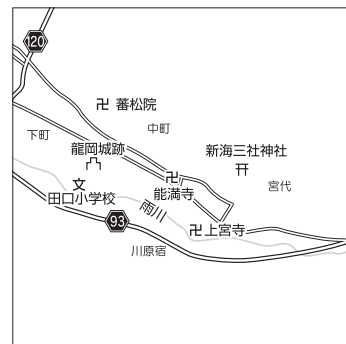 120
蕃松院
中町
下町
龍岡城跡
新海三社神社
宮代
田口小学校
能満寺
雨川
93
上宮寺
川原宿